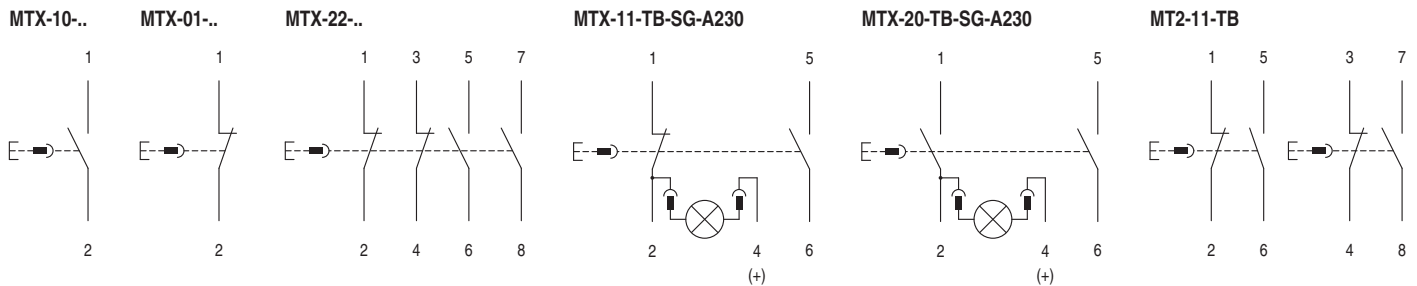 MTX-10-.. MTX-01-.. MTX-22-.. MTX-11-TB-SG-A230 MTX-20-TB-SG-A230 MT2-11-TB
1 1 1 3 5 7 1 5 1 5 1 5 3 7
2 2 2 4 6 8 2 4 6 2 4 6 2 6 4 8
(+) (+)